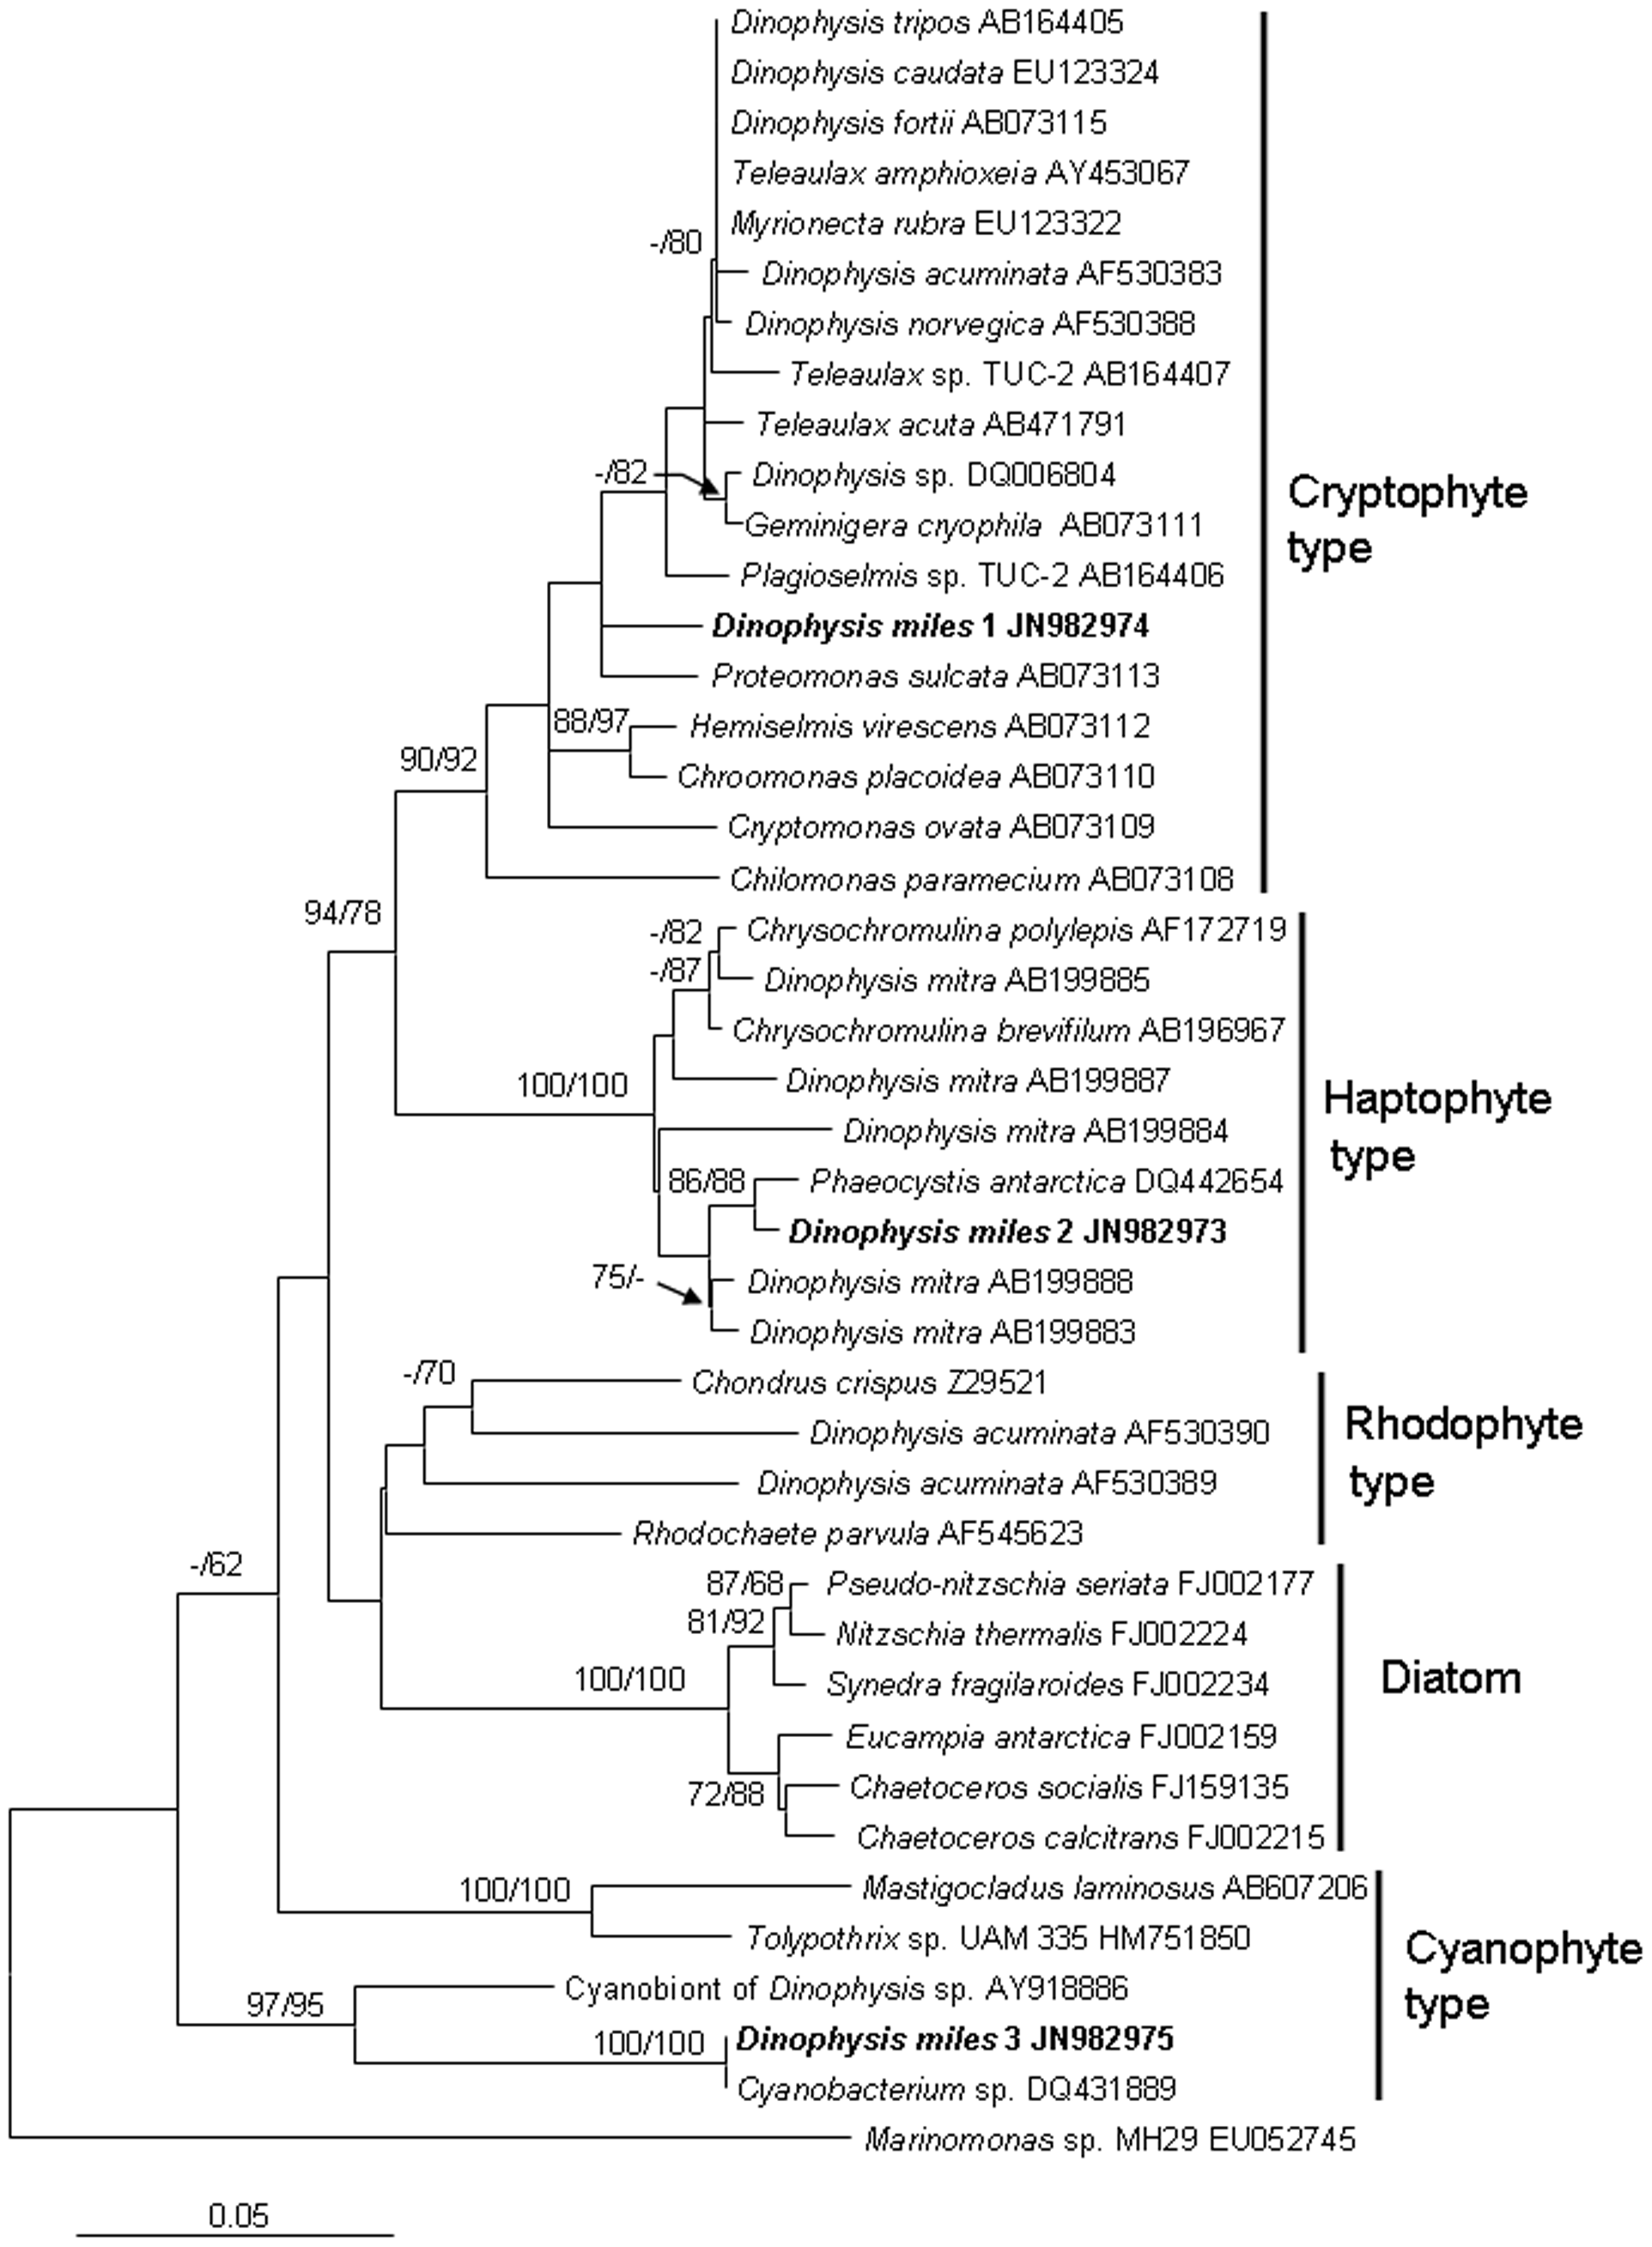 Dinophysis tripos AB164405
Dinophysis caudata EU123324
Dinophysis fortii AB073115
Teleaulax amphioxeia AY453067
Myrionecta rubra EU123322
-/80
Dinophysis acuminata AF530383
Dinophysis norvegica AF530388
Teleaulax sp. TUC-2 AB164407
Teleaulax acuta AB471791
-/82
Dinophysis sp. DQ006804
Geminigera cryophila AB073111
Cryptophyte
type
Plagioselmis sp. TUC-2 AB164406
Dinophysis miles 1 JN982974
Proteomonas sulcata AB073113
88/97
Hemiselmis virescens AB073112
90/92
Chroomonas placoidea AB073110
Cryptomonas ovata AB073109
Chilomonas paramecium AB073108
94/78
-/82
Chrysochromulina polylepis AF172719
-/87
Dinophysis mitra AB199885
Chrysochromulina brevifilum AB196967
100/100
Dinophysis mitra AB199887
Haptophyte
type
Dinophysis mitra AB199884
86/88
Phaeocystis antarctica DQ442654
Dinophysis miles 2 JN982973
75/-
Dinophysis mitra AB199888
Dinophysis mitra AB199883
-/70
Chondrus crispus Z29521
Dinophysis acuminata AF530390
Rhodophyte
type
Dinophysis acuminata AF530389
Rhodochaete parvula AF545623
-/62
87/68
Pseudo-nitzschia seriata FJ002177
81/92
Nitzschia thermalis FJ002224
100/100
Synedra fragilaroides FJ002234
Diatom
Eucampia antarctica FJ002159
72/88
Chaetoceros socialis FJ159135
Chaetoceros calcitrans FJ002215
100/100
Mastigocladus laminosus AB607206
Tolypothrix sp. UAM 335 HM751850
Cyanophyte
type
97/95
Cyanobiont of Dinophysis sp. AY918886
100/100
Dinophysis miles 3 JN982975
Cyanobacterium sp. DQ431889
Marinomonas sp. MH29 EU052745
0.05